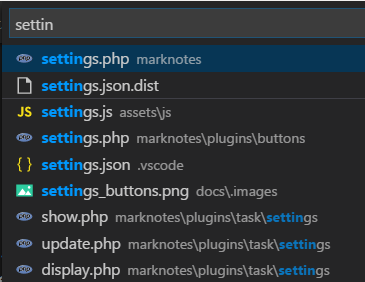 settin
settings.php marknotes
settings.json.dist
JS settings.js assets\js
settings.php marknotes\plugins\buttons
{ } settings.json .vscode
settings_buttons.png docs\.images
show.php marknotes\plugins\task\settings
update.php marknotes\plugins\task\settings
display.php marknotes\plugins\task\settings